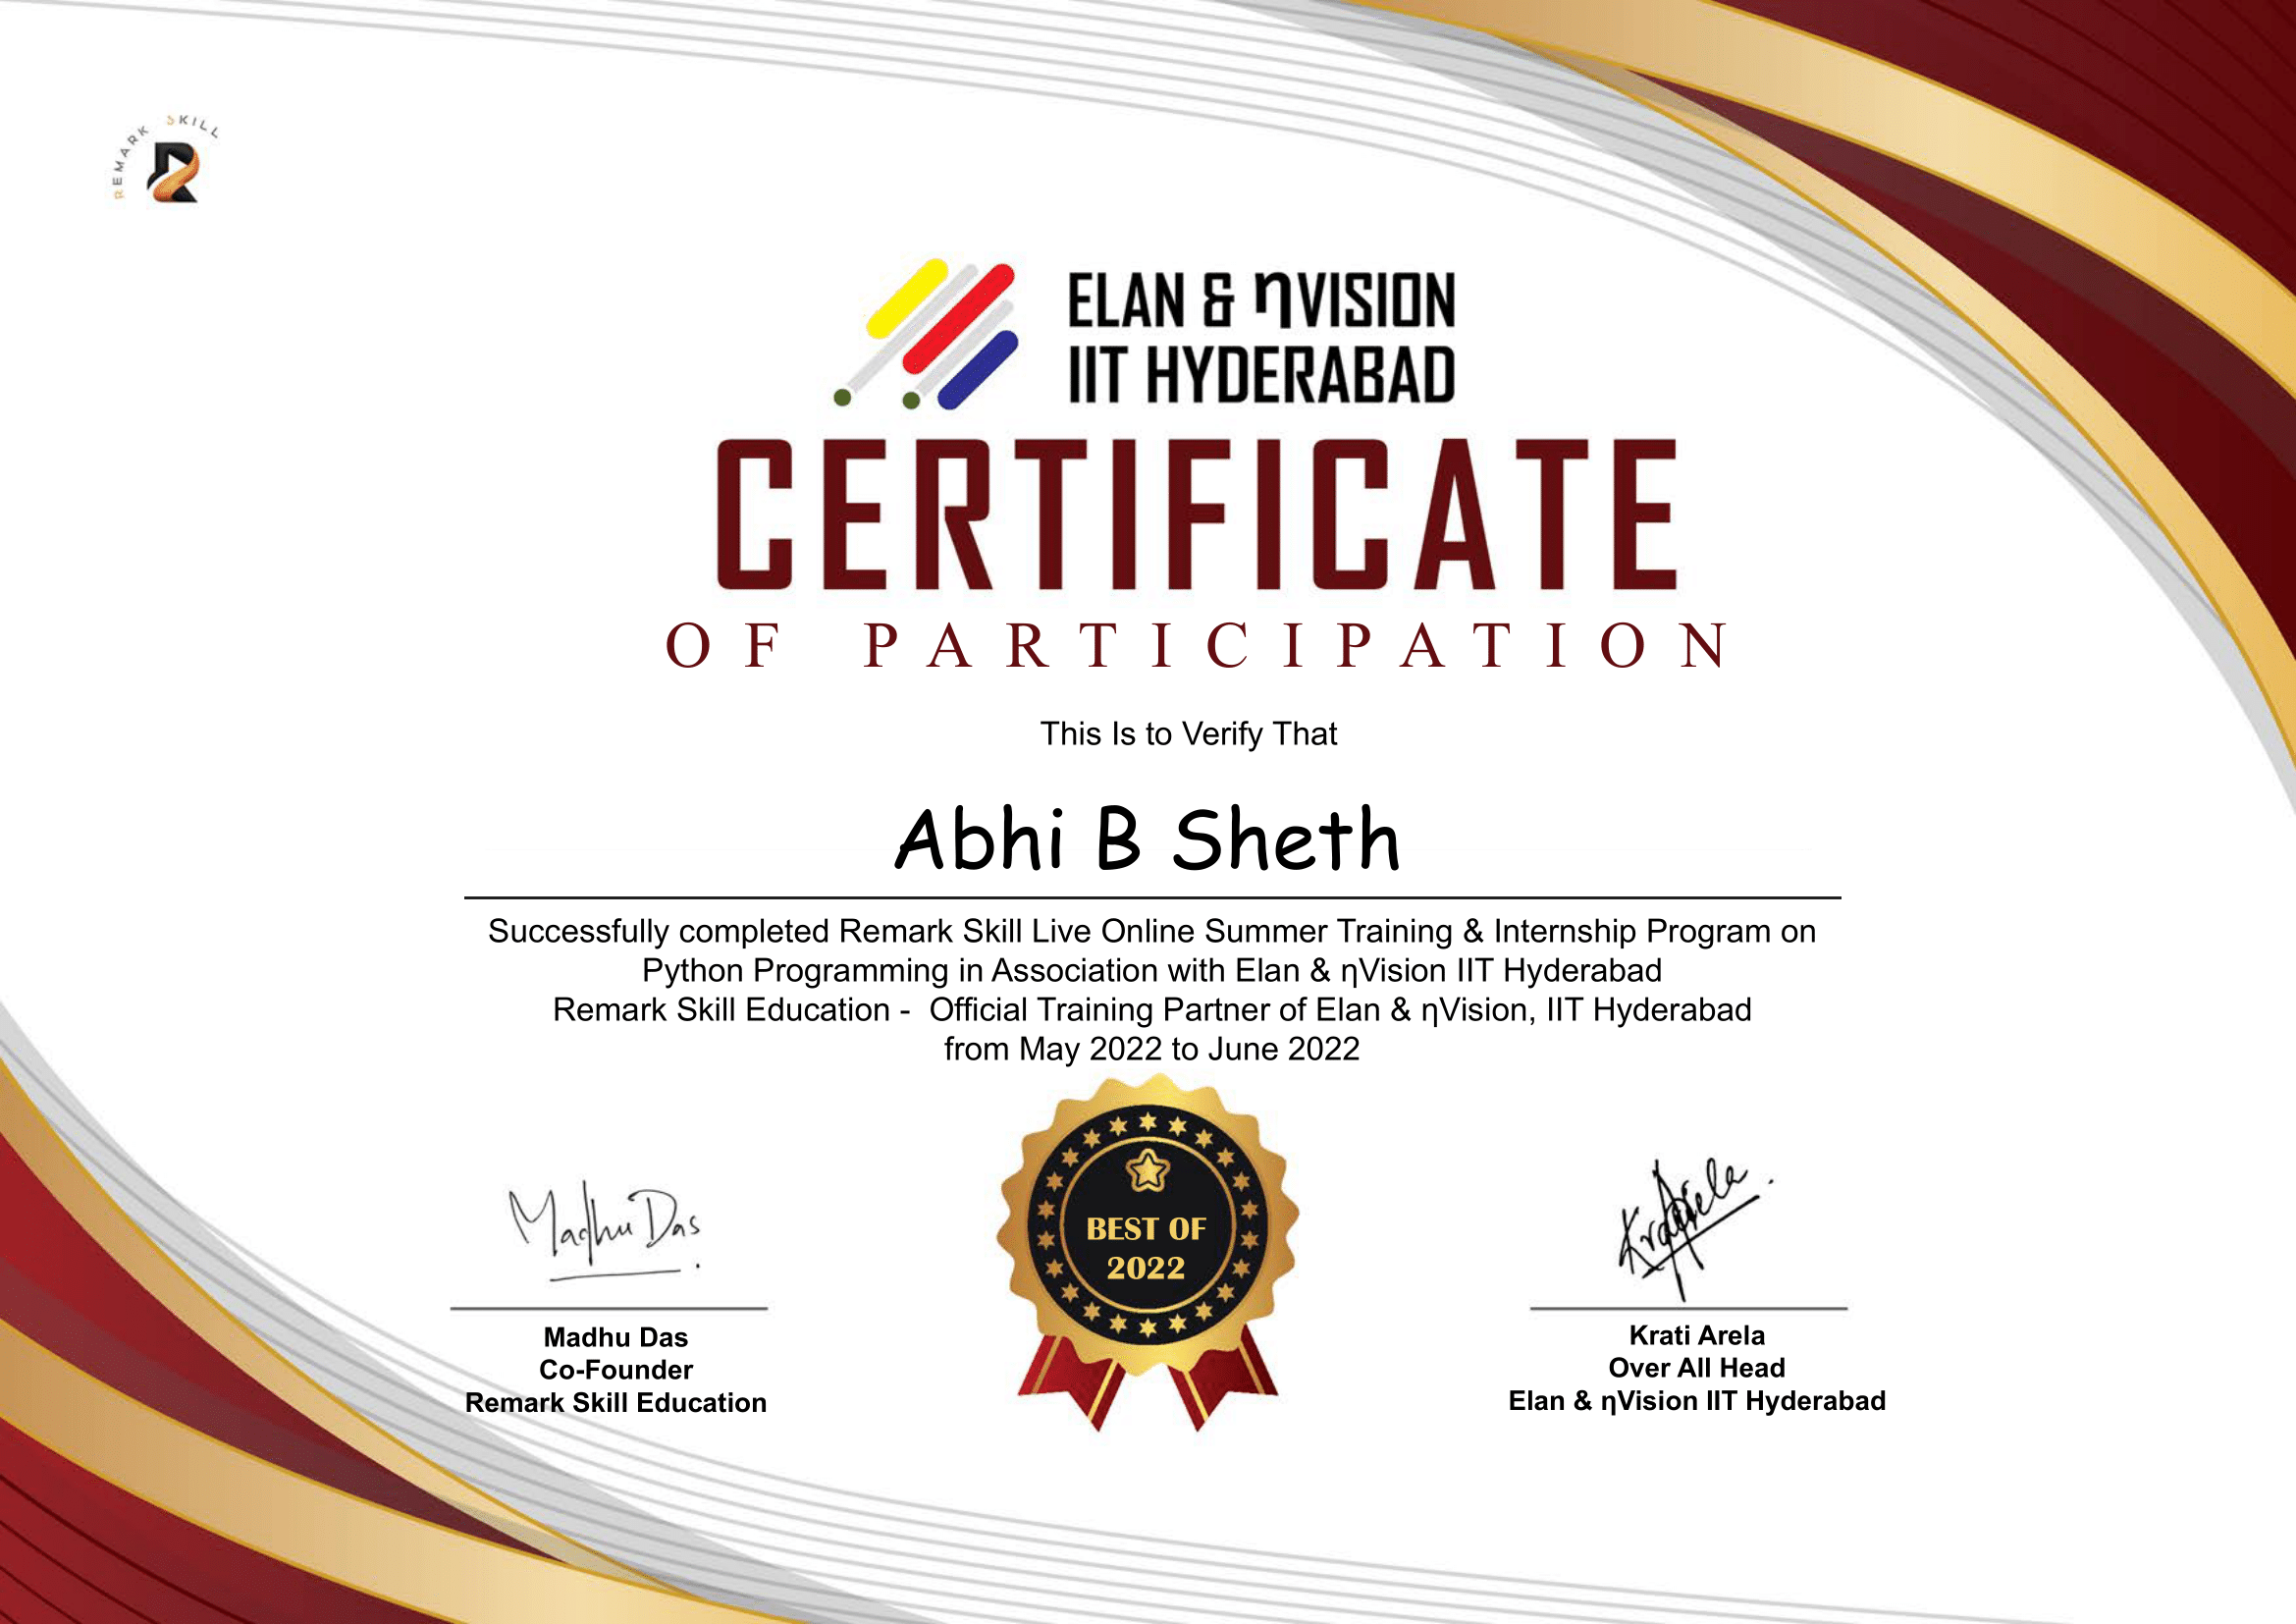 REMARK SKILL
ELAN & ηVISION
IIT HYDERABAD
CERTIFICATE
OF PARTICIPATION
This Is to Verify That
Abhi B Sheth
Successfully completed Remark Skill Live Online Summer Training & Internship Program on
Python Programming in Association with Elan & ηVision IIT Hyderabad
Remark Skill Education - Official Training Partner of Elan & ηVision, IIT Hyderabad
from May 2022 to June 2022
BEST OF
2022
Madhu Das
Krati Arela
Madhu Das
Co-Founder
Remark Skill Education
Krati Arela
Over All Head
Elan & ηVision IIT Hyderabad